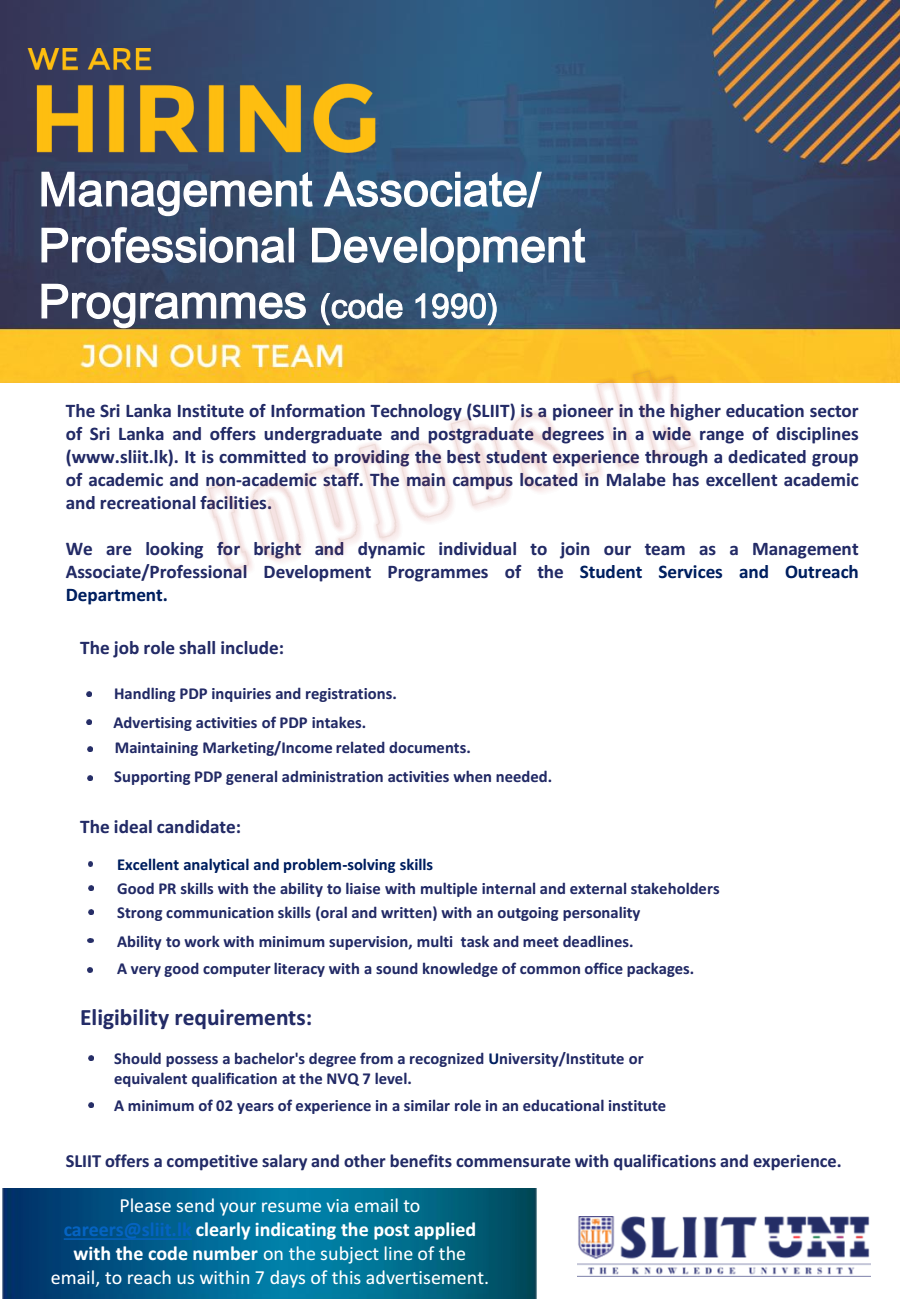 WE ARE
HIRING
Management Associate/
Professional Development
Programmes (code 1990)
JOIN OUR TEAM
The Sri Lanka Institute of Information Technology (SLIIT) is a pioneer in the higher education sector
of Sri Lanka and offers undergraduate and postgraduate degrees in a wide range of disciplines
(www.sliit.lk). It is committed to providing the best student experience through a dedicated group
of academic and non-academic staff. The main campus located in Malabe has excellent academic
and recreational facilities.
topjobs.lk
We are looking for bright and dynamic individual to join our team as a Management
Associate/Professional Development Programmes of the Student Services and Outreach
Department.
The job role shall include:
• Handling PDP inquiries and registrations.
• Advertising activities of PDP intakes.
• Maintaining Marketing/Income related documents.
• Supporting PDP general administration activities when needed.
The ideal candidate:
• Excellent analytical and problem-solving skills
• Good PR skills with the ability to liaise with multiple internal and external stakeholders
• Strong communication skills (oral and written) with an outgoing personality
• Ability to work with minimum supervision, multi task and meet deadlines.
• A very good computer literacy with a sound knowledge of common office packages.
Eligibility requirements:
• Should possess a bachelor's degree from a recognized University/Institute or
equivalent qualification at the NVQ 7 level.
• A minimum of 02 years of experience in a similar role in an educational institute
SLIIT offers a competitive salary and other benefits commensurate with qualifications and experience.
Please send your resume via email to
careers@sliit.lk clearly indicating the post applied
with the code number on the subject line of the
email, to reach us within 7 days of this advertisement.
SLIIT
SLIIT UNI
THE KNOWLEDGE UNIVERSITY